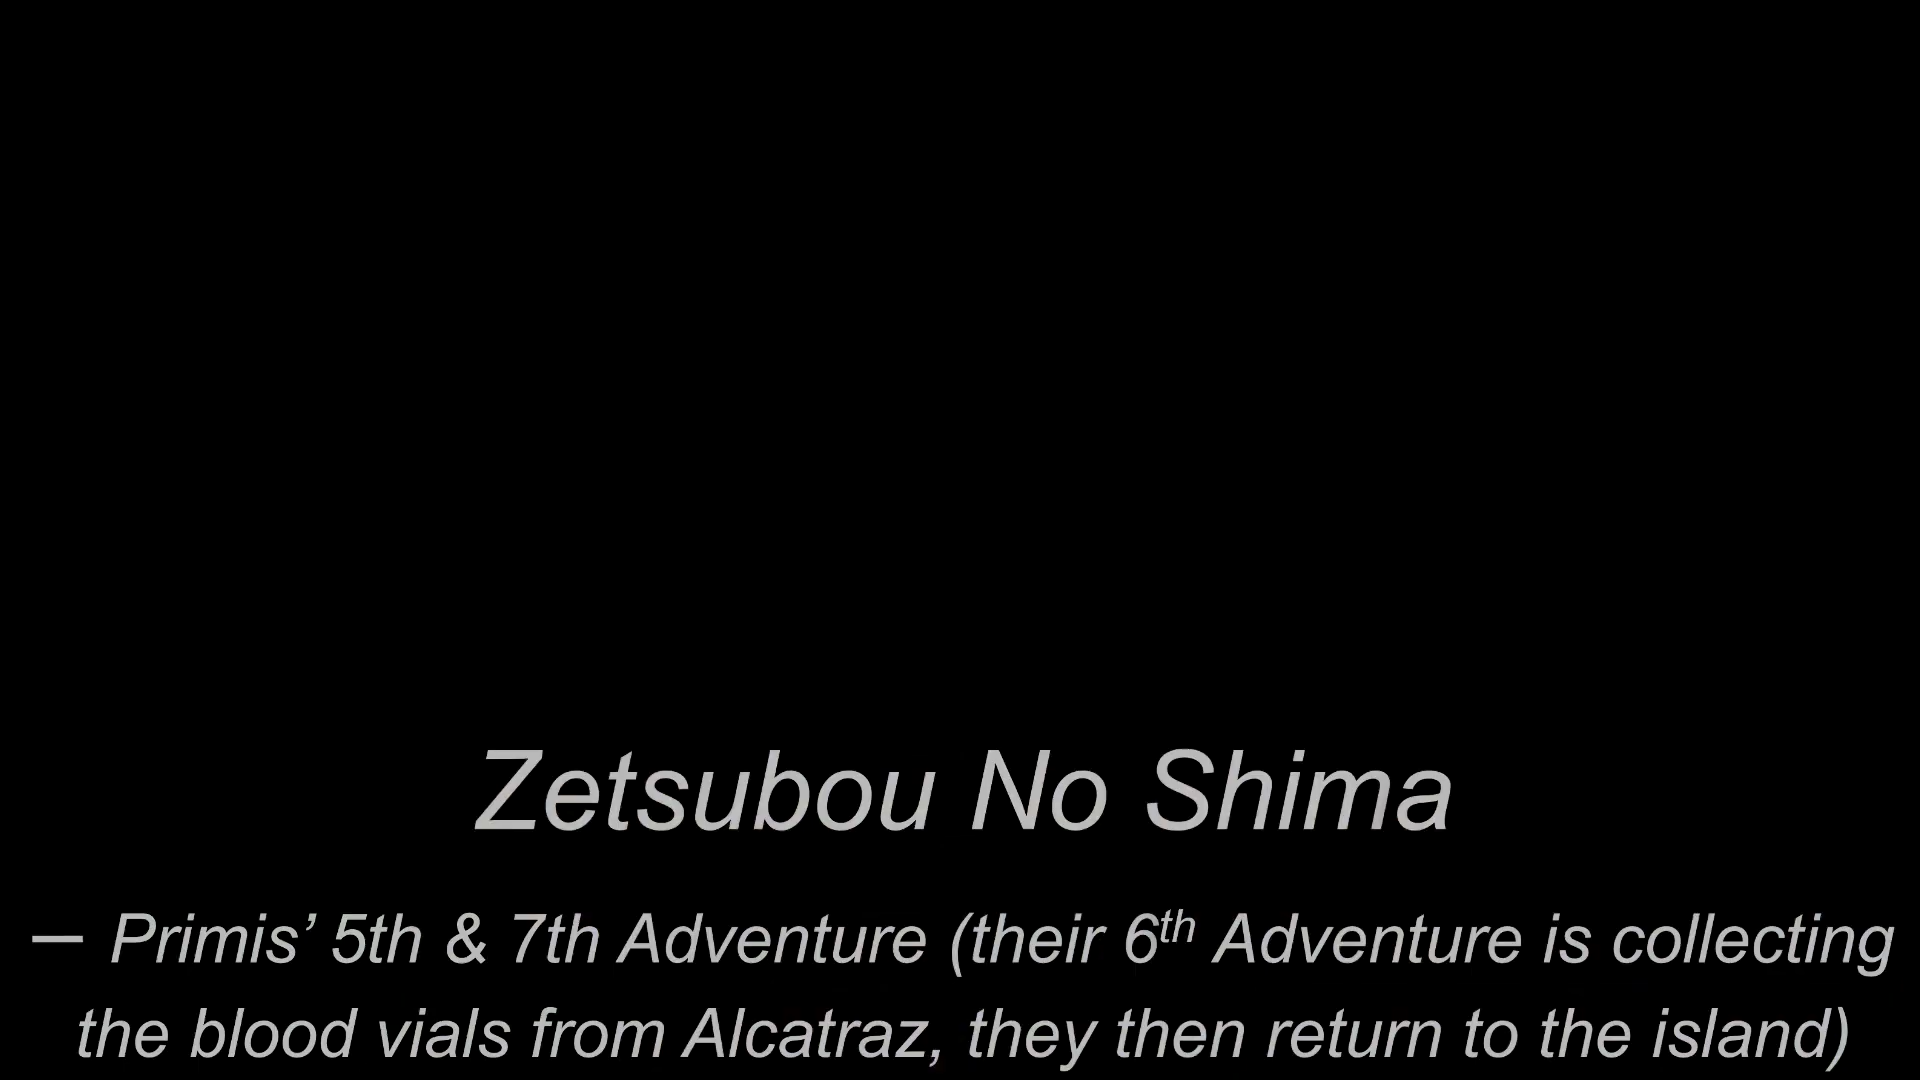 Zetsubou No Shima
– Primis’ 5th & 7th Adventure (their 6th Adventure is collecting
the blood vials from Alcatraz, they then return to the island)